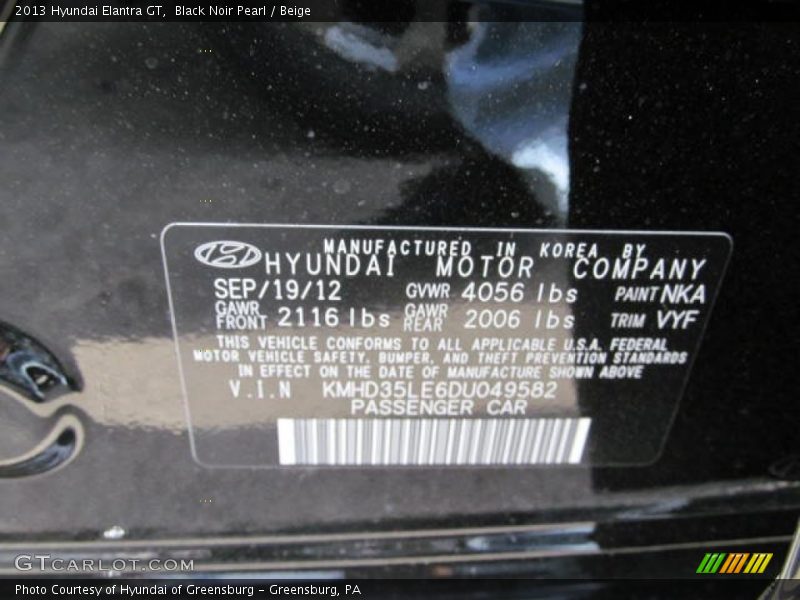 2013 Hyundai Elantra GT, Black Noir Pearl / Beige
MANUFACTURED IN KOREA BY
HYUNDAI MOTOR COMPANY
SEP/19/12 GVWR 4056 lbs PAINT NKA
GAWR FRONT 2116 lbs GAWR REAR 2006 lbs TRIM VYF
THIS VEHICLE CONFORMS TO ALL APPLICABLE U.S.A. FEDERAL
MOTOR VEHICLE SAFETY, BUMPER, AND THEFT PREVENTION STANDARDS
IN EFFECT ON THE DATE OF MANUFACTURE SHOWN ABOVE
V.I.N KMHD35LE6DU049582
PASSENGER CAR
GTCARLOT.COM
Photo Courtesy of Hyundai of Greensburg – Greensburg, PA